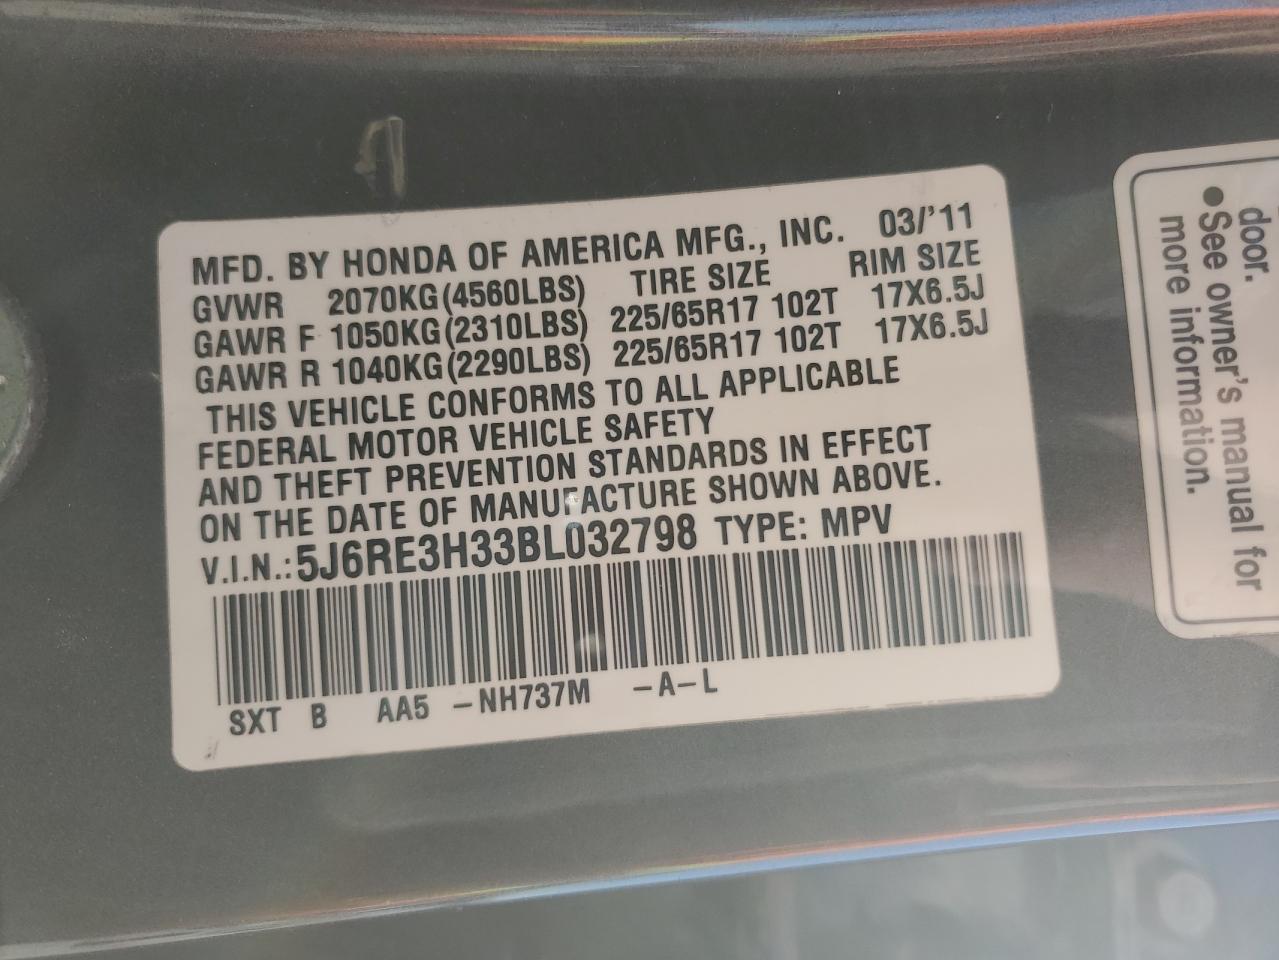 MFD. BY HONDA OF AMERICA MFG., INC. 03/'11
GVWR 2070KG(4560LBS) TIRE SIZE RIM SIZE
GAWR F 1050KG(2310LBS) 225/65R17 102T 17X6.5J
GAWR R 1040KG(2290LBS) 225/65R17 102T 17X6.5J
THIS VEHICLE CONFORMS TO ALL APPLICABLE
FEDERAL MOTOR VEHICLE SAFETY
AND THEFT PREVENTION STANDARDS IN EFFECT
ON THE DATE OF MANUFACTURE SHOWN ABOVE.
V.I.N.:5J6RE3H33BL032798 TYPE: MPV
SXT B AA5 -NH737M -A-L
door.
●See owner's manual for
more information.